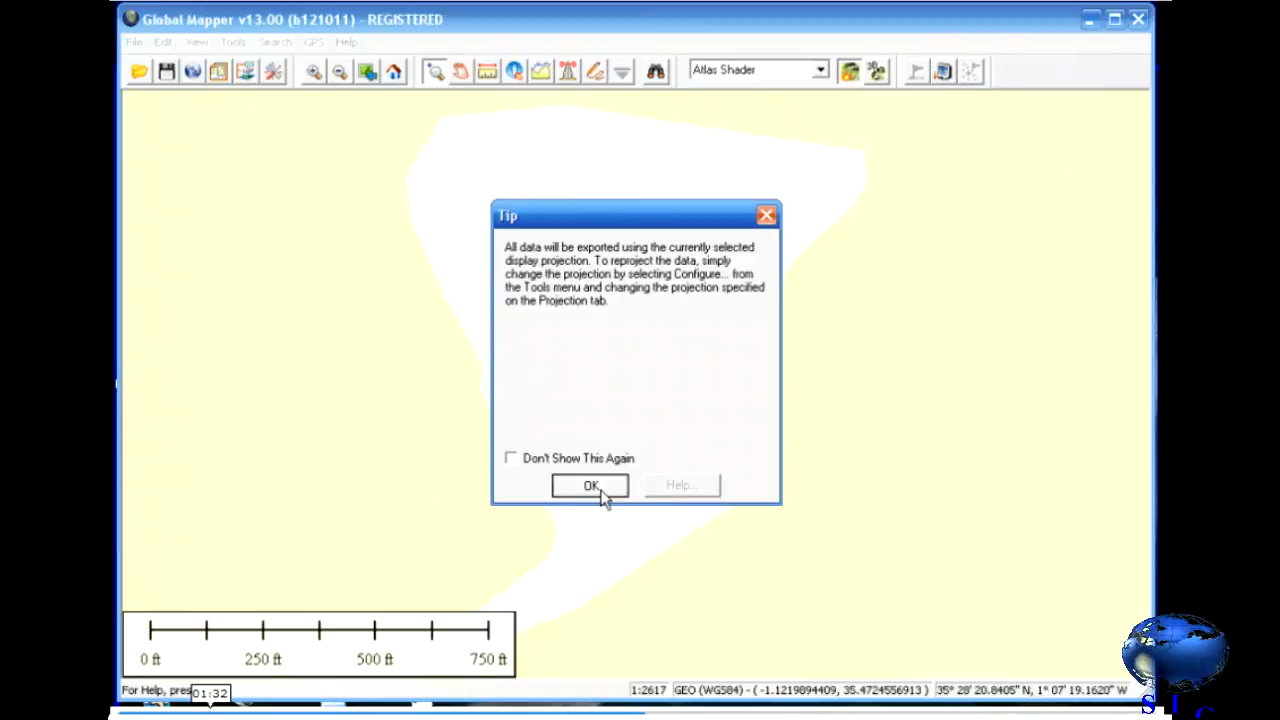 Global Mapper v13.00 (b121011) - REGISTERED
File Edit View Tools Search GPS Help
Atlas Shader
Tip
All data will be exported using the currently selected
display projection. To reproject the data, simply
change the projection by selecting Configure... from
the Tools menu and changing the projection specified
on the Projection tab.
Don't Show This Again
OK Help...
0 ft 250 ft 500 ft 750 ft
For Help, pres
01:32
1:2617 GEO (WGS84) - ( -1.1219894409, 35.4724556913 ) 35° 28' 20.8405" N, 1° 07' 19.1620" W